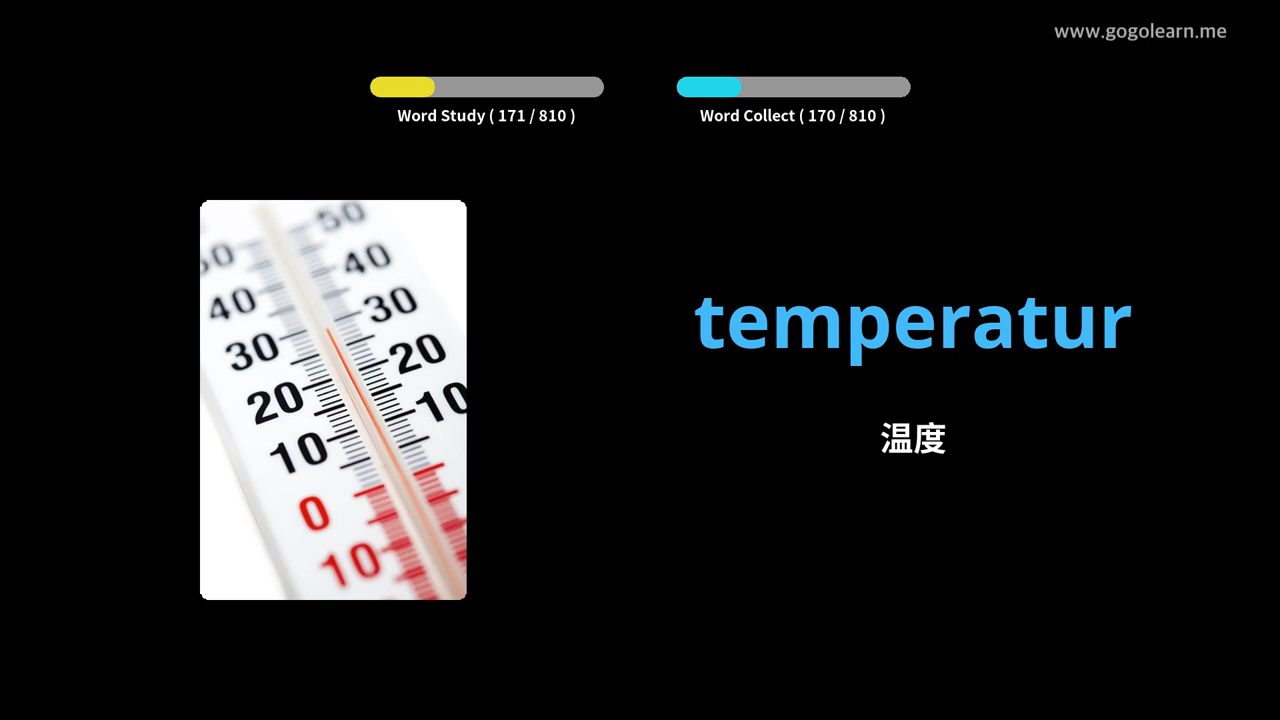 www.gogolearn.me
Word Study ( 171 / 810 )
Word Collect ( 170 / 810 )
temperatur
温度
50
50
40
40
30
30
20
20
10
10
0
10